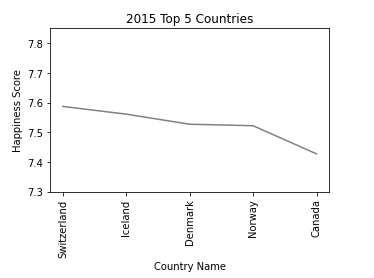 2015 Top 5 Countries
Happiness Score
7.8
7.7
7.6
7.5
7.4
7.3
Switzerland
Iceland
Denmark
Norway
Canada
Country Name